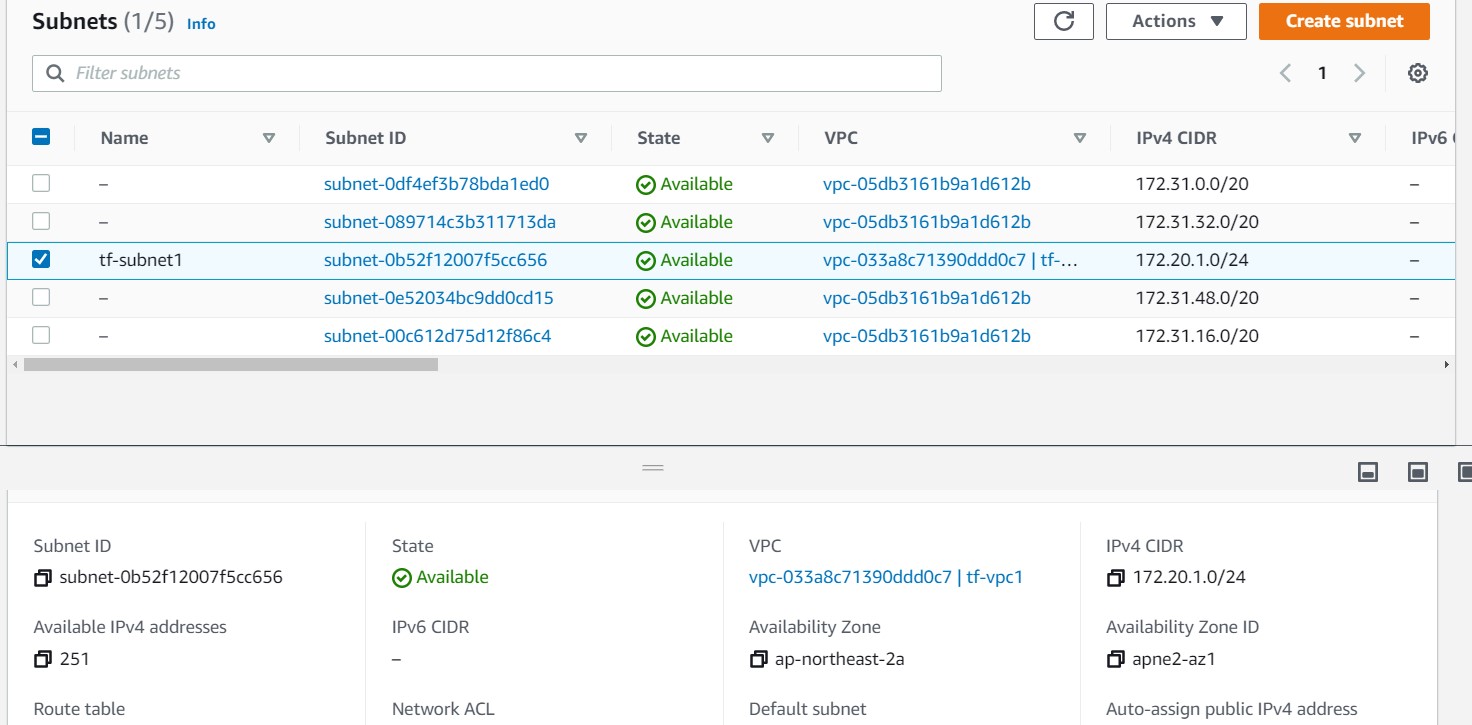 Subnets (1/5) Info
Actions Create subnet
Filter subnets 1
Name Subnet ID State VPC IPv4 CIDR IPv6
– subnet-0df4ef3b78bda1ed0 Available vpc-05db3161b9a1d612b 172.31.0.0/20 –
– subnet-089714c3b311713da Available vpc-05db3161b9a1d612b 172.31.32.0/20 –
tf-subnet1 subnet-0b52f12007f5cc656 Available vpc-033a8c71390ddd0c7 | tf-… 172.20.1.0/24 –
– subnet-0e52034bc9dd0cd15 Available vpc-05db3161b9a1d612b 172.31.48.0/20 –
– subnet-00c612d75d12f86c4 Available vpc-05db3161b9a1d612b 172.31.16.0/20 –
Subnet ID State VPC IPv4 CIDR
subnet-0b52f12007f5cc656 Available vpc-033a8c71390ddd0c7 | tf-vpc1 172.20.1.0/24
Available IPv4 addresses IPv6 CIDR Availability Zone Availability Zone ID
251 – ap-northeast-2a apne2-az1
Route table Network ACL Default subnet Auto-assign public IPv4 address